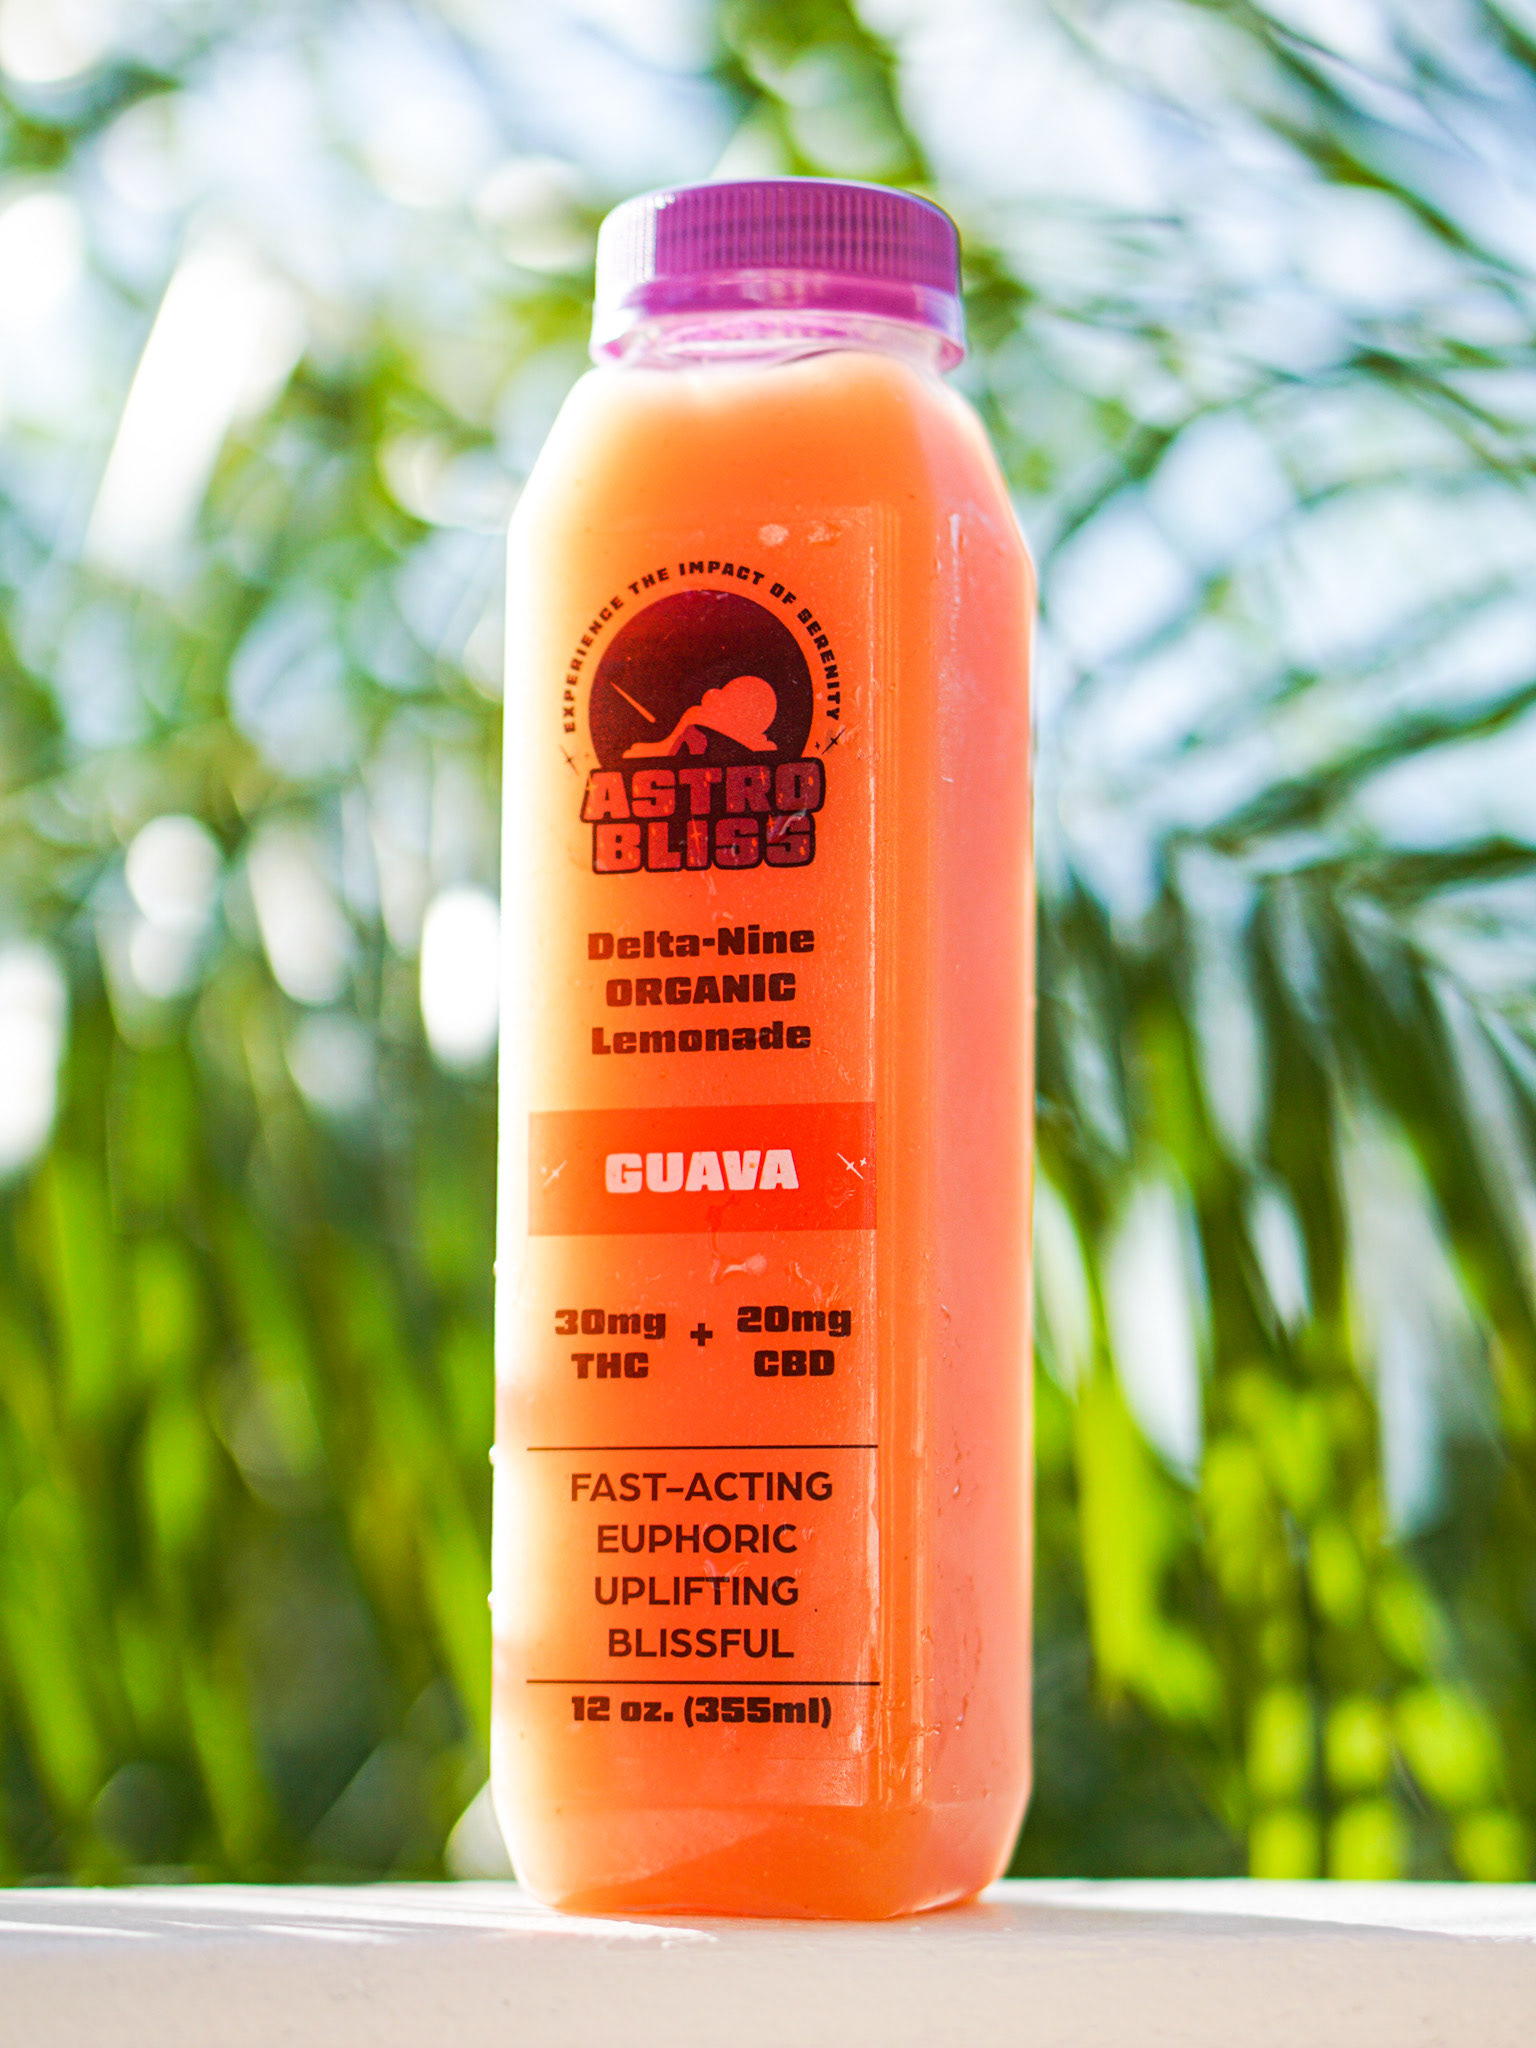 EXPERIENCE THE IMPACT OF SERENITY
ASTRO
BLISS
Delta-Nine
ORGANIC
Lemonade
GUAVA
30mg + 20mg
THC CBD
FAST-ACTING
EUPHORIC
UPLIFTING
BLISSFUL
12 oz. (355ml)